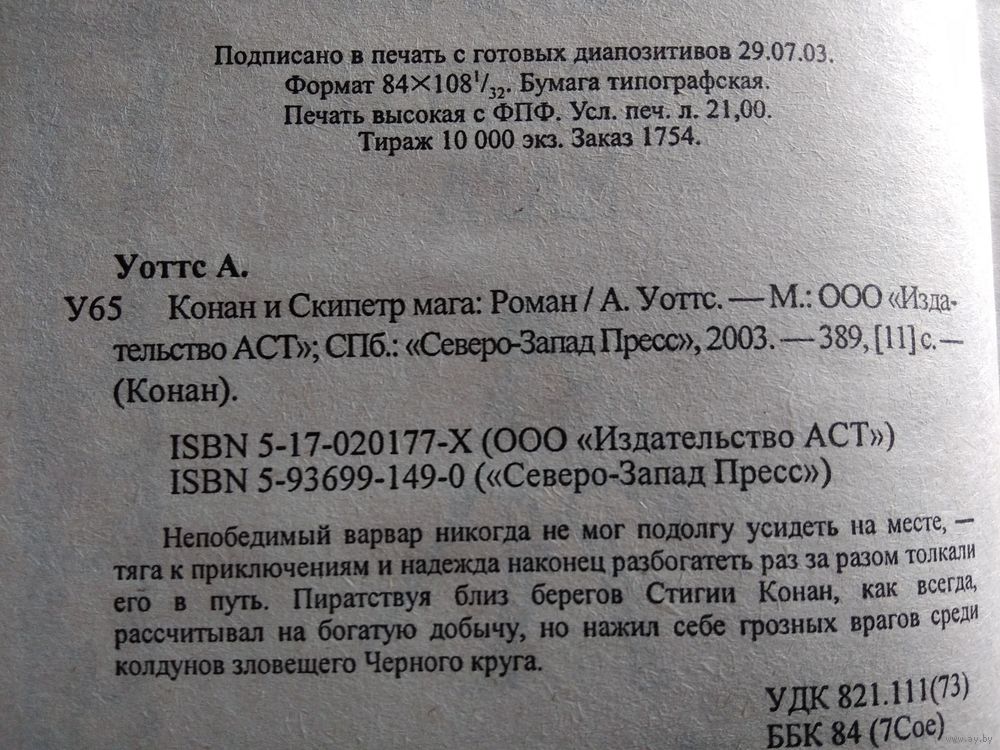 Подписано в печать с готовых диапозитивов 29.07.03.
Формат 84×108¹/₃₂. Бумага типографская.
Печать высокая с ФПФ. Усл. печ. л. 21,00.
Тираж 10 000 экз. Заказ 1754.
Уоттс А.
У65 Конан и Скипетр мага: Роман / А. Уоттс. — М.: ООО «Изда-
тельство АСТ»; СПб.: «Северо-Запад Пресс», 2003. — 389, [11] с. —
(Конан).
ISBN 5-17-020177-X (ООО «Издательство АСТ»)
ISBN 5-93699-149-0 («Северо-Запад Пресс»)
Непобедимый варвар никогда не мог подолгу усидеть на месте, —
тяга к приключениям и надежда наконец разбогатеть раз за разом толкали
его в путь. Пиратствуя близ берегов Стигии Конан, как всегда,
рассчитывал на богатую добычу, но нажил себе грозных врагов среди
колдунов зловещего Черного круга.
УДК 821.111(73)
ББК 84 (7Сое)
www.ay.by